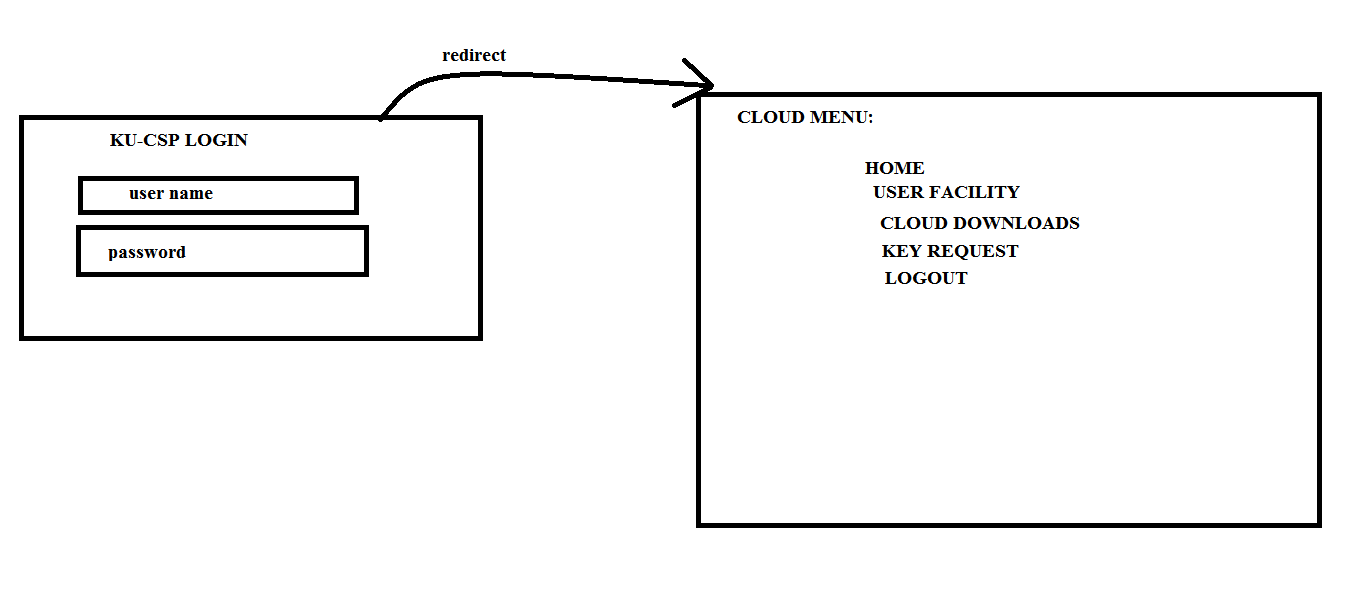 redirect
KU-CSP LOGIN
user name
password
CLOUD MENU:
HOME
USER FACILITY
CLOUD DOWNLOADS
KEY REQUEST
LOGOUT